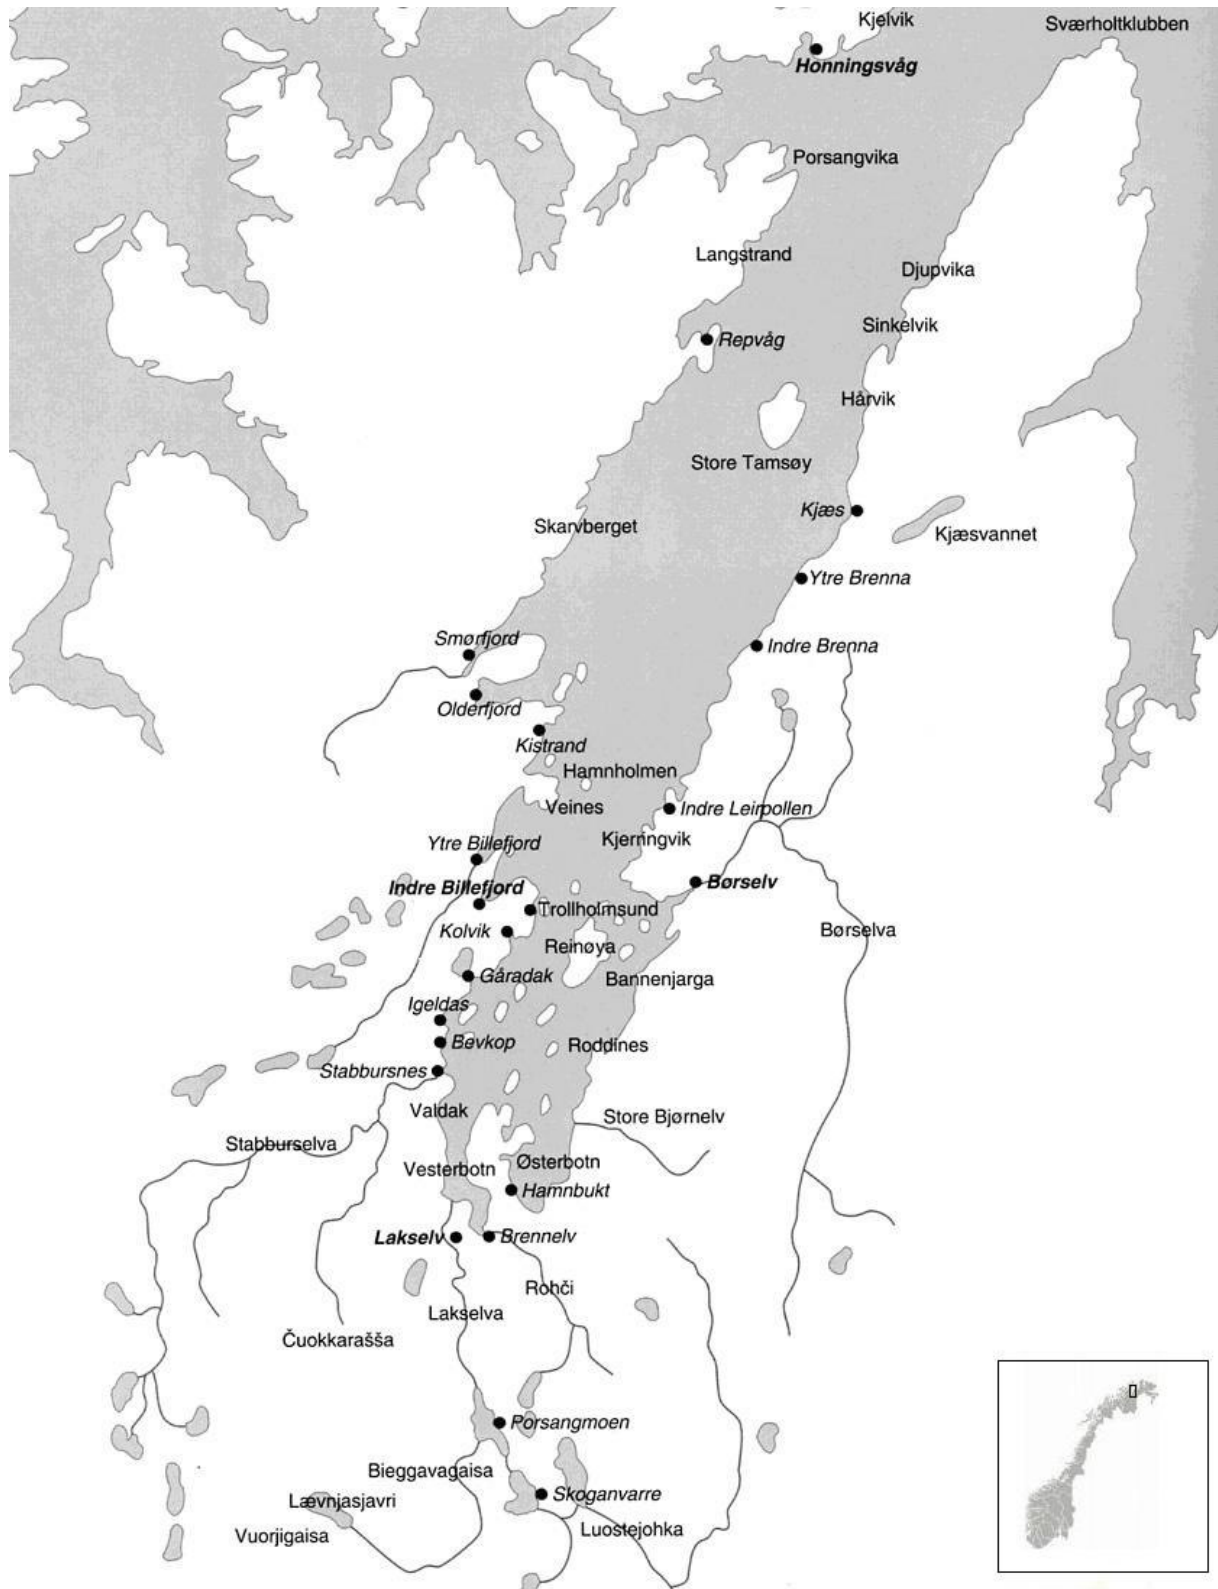 Kjelvik
Sværholtklubben
Honningsvåg
Porsangvika
Langstrand
Djupvika
Sinkelvik
Repvåg
Hårvik
Store Tamsøy
Kjæs
Skarvberget
Kjæsvannet
Ytre Brenna
Smørfjord
Indre Brenna
Olderfjord
Kistrand
Hamnholmen
Veines
Indre Leirpollen
Kjerringvik
Ytre Billefjord
Indre Billefjord
Børselv
Trollholmsund
Kolvik
Børselva
Reinøya
Gåradak
Bannenjarga
Igeldas
Bevkop
Roddines
Stabbursnes
Valdak
Store Bjørnelv
Stabburselva
Vesterbotn
Østerbotn
Hamnbukt
Lakselv
Brennelv
Rohči
Lakselva
Čuokkarašša
Porsangmoen
Bieggavagaisa
Lævnjasjavri
Skoganvarre
Vuorjigaisa
Luostejohka